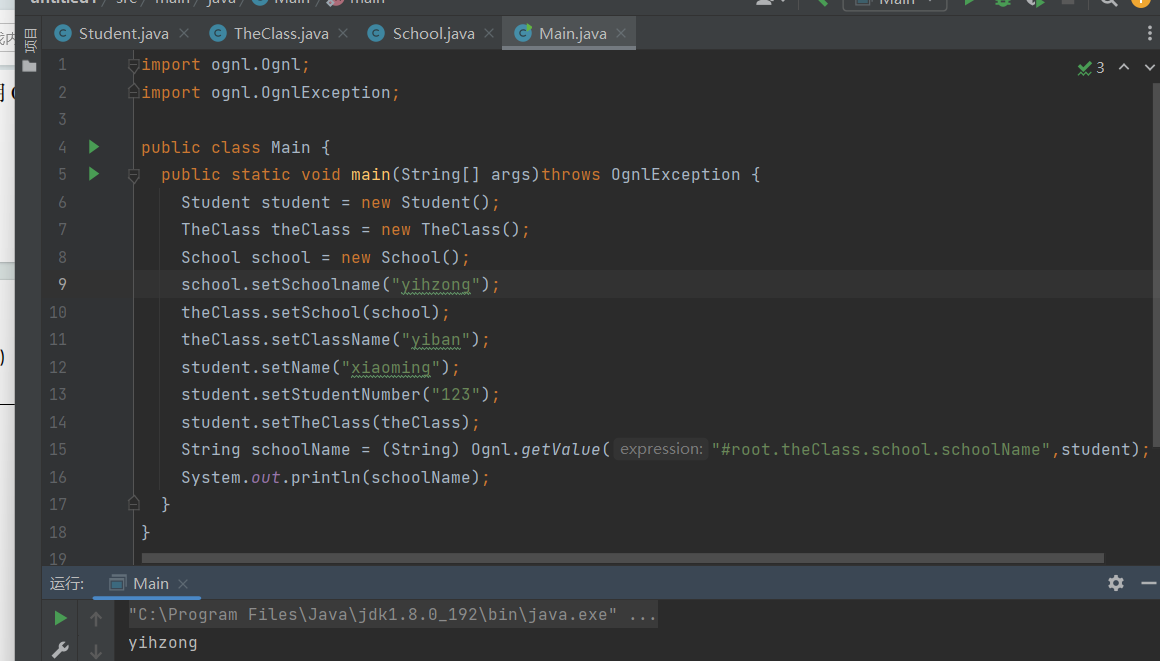 untitled1 src main java Main main
Main
项目
Student.java TheClass.java School.java Main.java
1 import ognl.Ognl;
3
2 import ognl.OgnlException;
3
4 public class Main {
5 public static void main(String[] args)throws OgnlException {
6 Student student = new Student();
7 TheClass theClass = new TheClass();
8 School school = new School();
9 school.setSchoolname("yihzong");
10 theClass.setSchool(school);
11 theClass.setClassName("yiban");
12 student.setName("xiaoming");
13 student.setStudentNumber("123");
14 student.setTheClass(theClass);
15 String schoolName = (String) Ognl.getValue( expression: "#root.theClass.school.schoolName",student);
16 System.out.println(schoolName);
17 }
18 }
19
运行: Main
"C:\Program Files\Java\jdk1.8.0_192\bin\java.exe" ...
yihzong